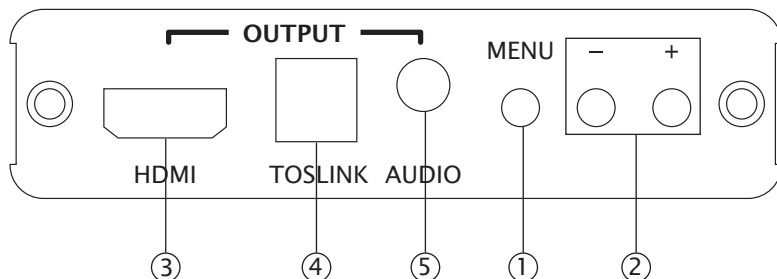 OUTPUT
MENU
− +
HDMI TOSLINK AUDIO
③ ④ ⑤ ① ②